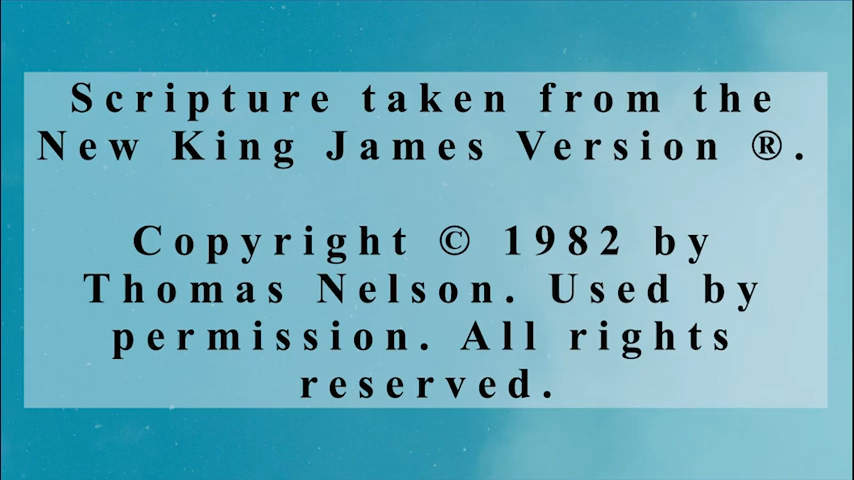 Scripture taken from the
New King James Version ®.
Copyright © 1982 by
Thomas Nelson. Used by
permission. All rights
reserved.